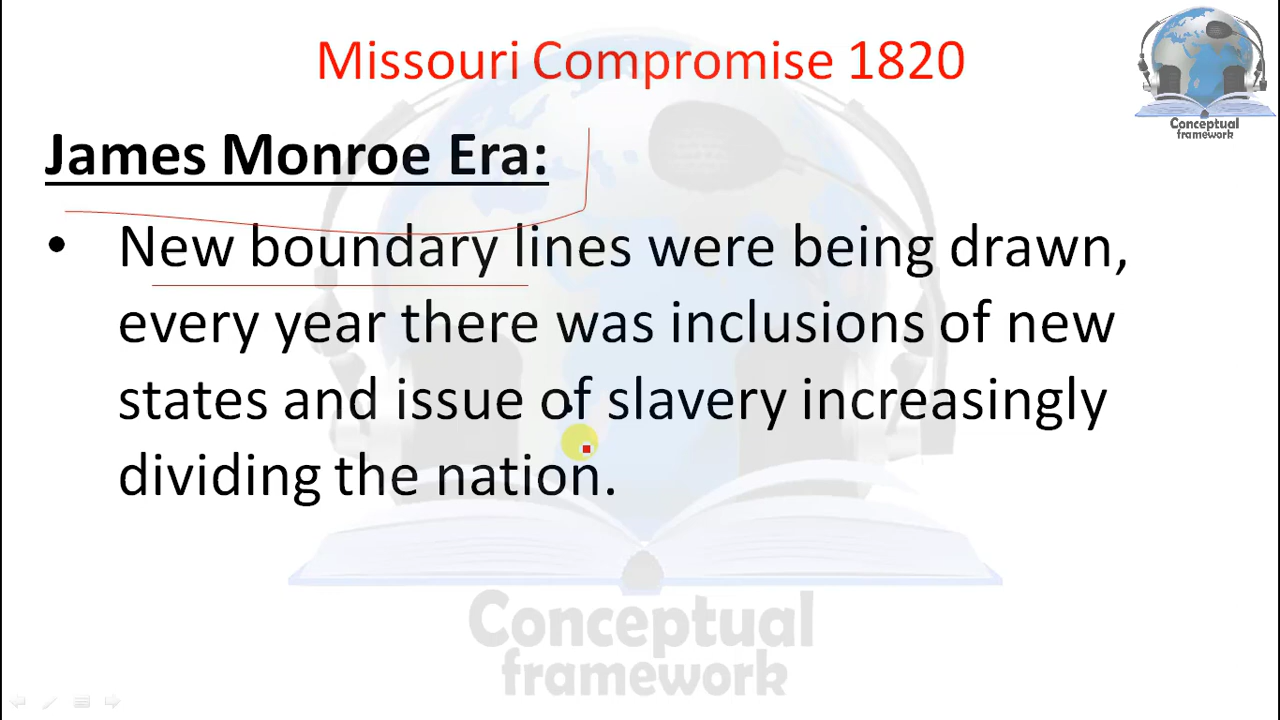 Missouri Compromise 1820
Conceptual
framework
James Monroe Era:
• New boundary lines were being drawn,
every year there was inclusions of new
states and issue of slavery increasingly
dividing the nation.
Conceptual
framework